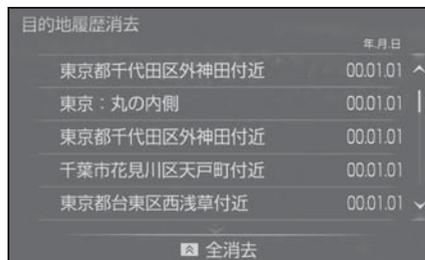 目的地履歴消去
年.月.日
東京都千代田区外神田付近 00.01.01
東京：丸の内側 00.01.01
東京都千代田区外神田付近 00.01.01
千葉市花見川区天戸町付近 00.01.01
東京都台東区西浅草付近 00.01.01
全消去